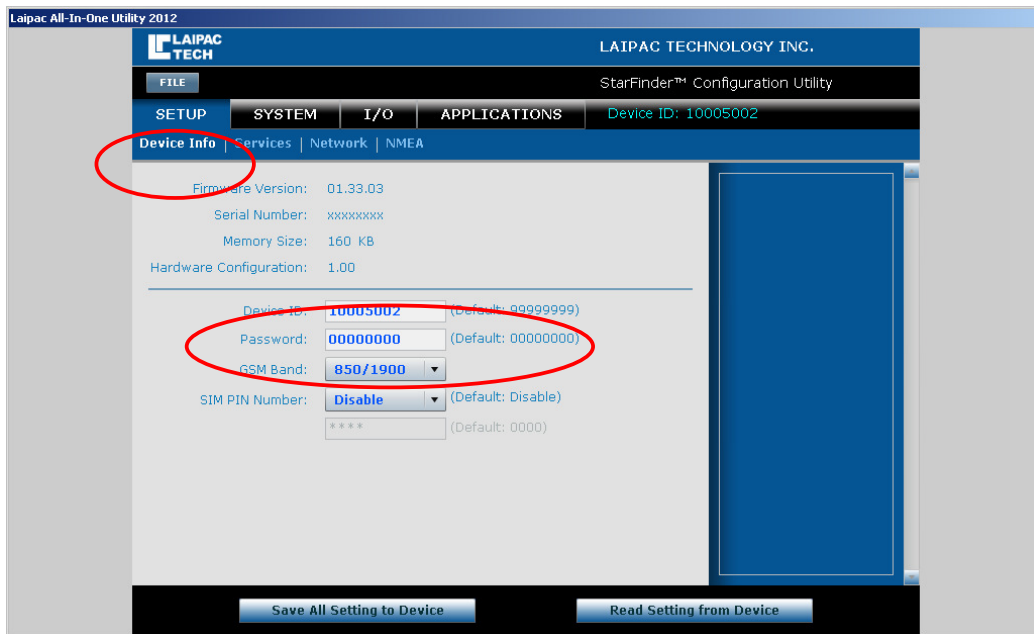 Laipac All-In-One Utility 2012
LAIPAC
TECH
LAIPAC TECHNOLOGY INC.
FILE
StarFinder™ Configuration Utility
SETUP SYSTEM I/O APPLICATIONS Device ID: 10005002
Device Info | Services | Network | NMEA
Firmware Version: 01.33.03
Serial Number: xxxxxxxx
Memory Size: 160 KB
Hardware Configuration: 1.00
Device ID: 10005002 (Default: 99999999)
Password: 00000000 (Default: 00000000)
GSM Band: 850/1900
SIM PIN Number: Disable (Default: Disable)
**** (Default: 0000)
Save All Setting to Device Read Setting from Device